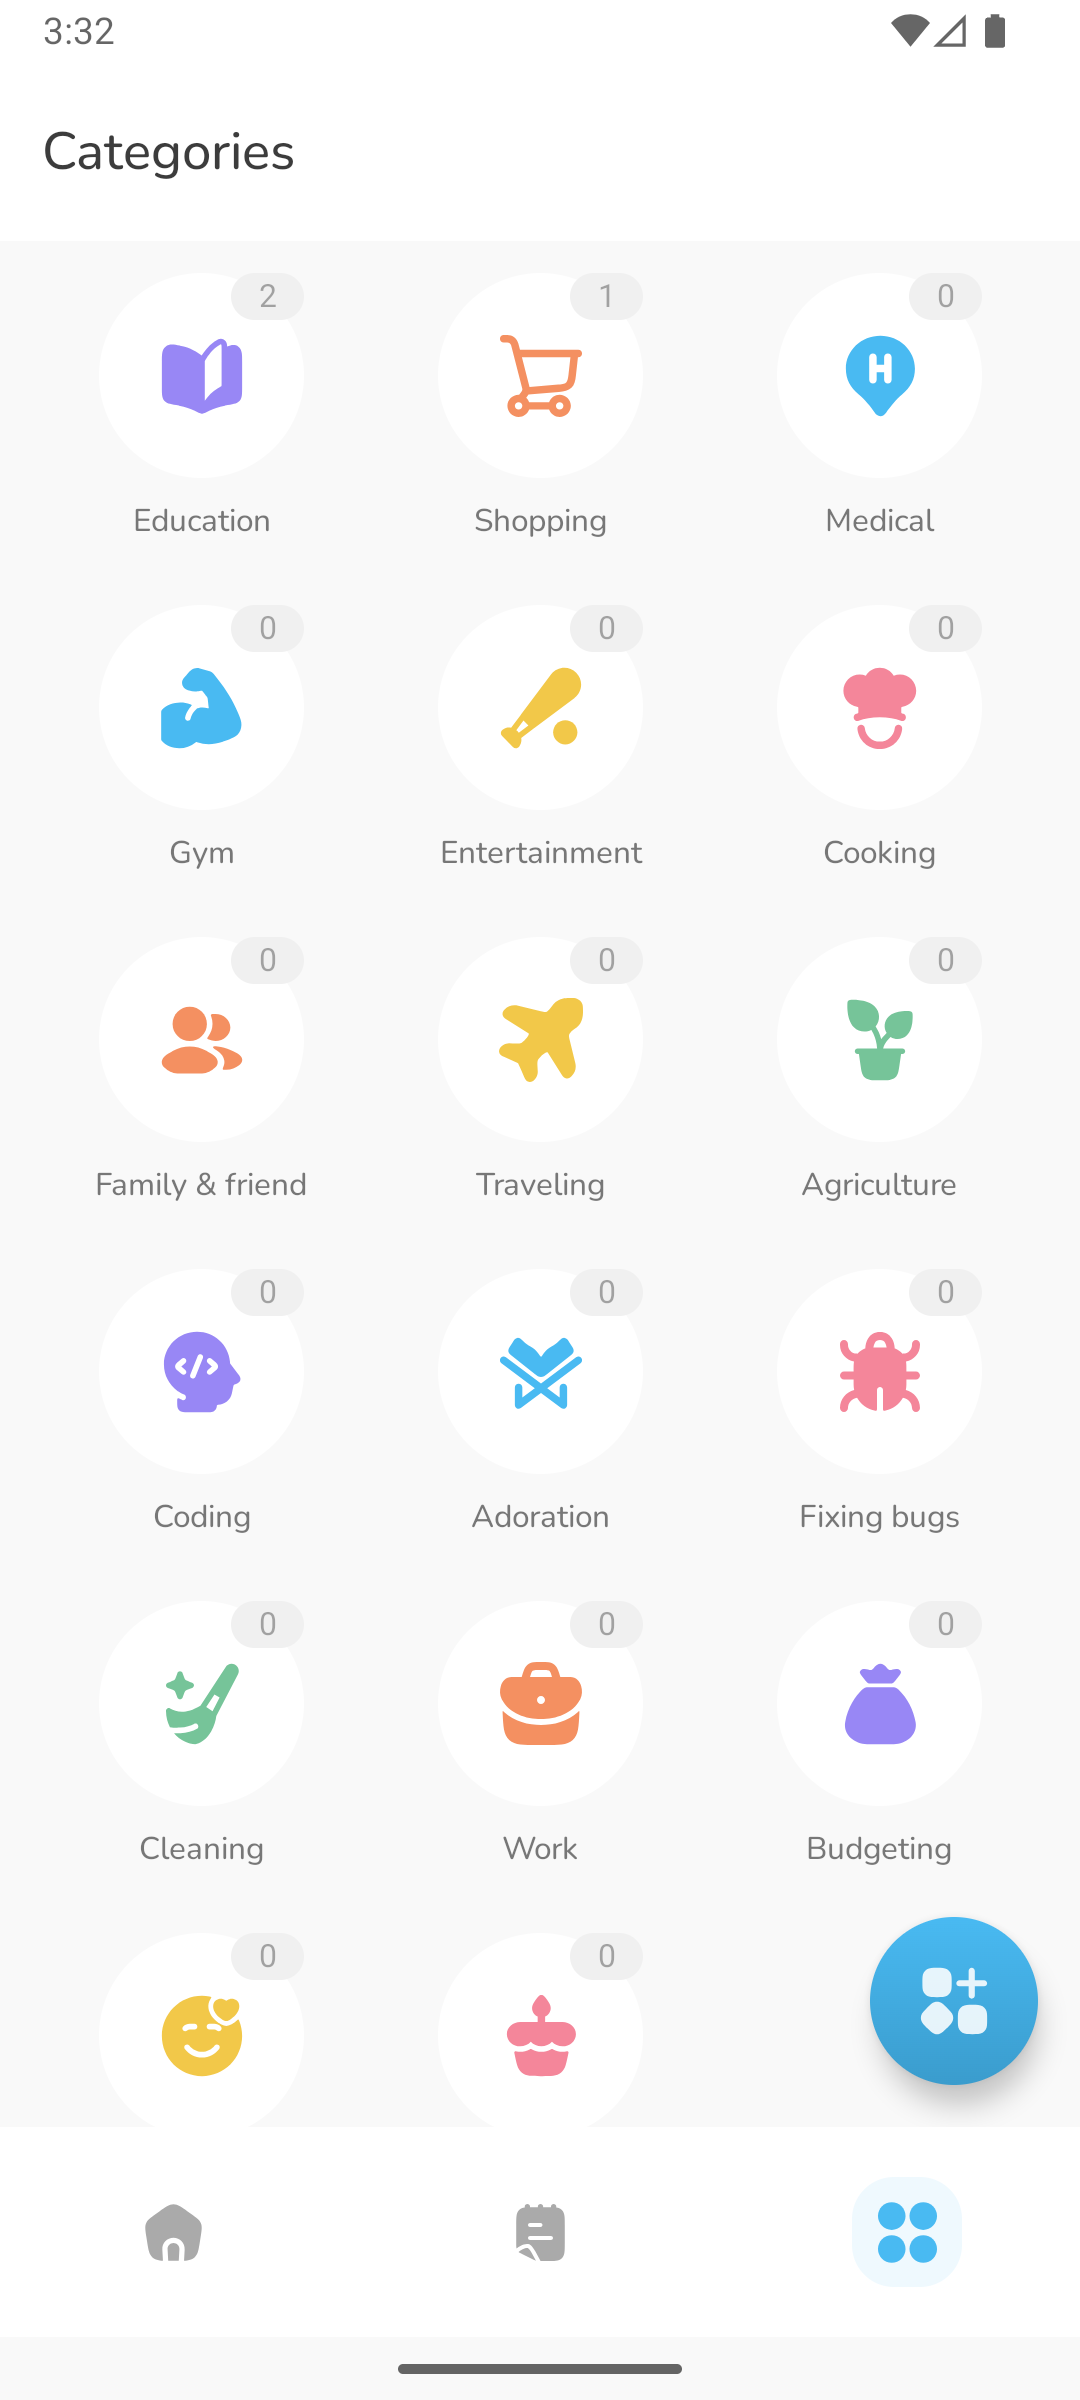 3:32
Categories
2
1
0
Education
Shopping
Medical
0
0
0
Gym
Entertainment
Cooking
0
0
0
Family & friend
Traveling
Agriculture
0
0
0
Coding
Adoration
Fixing bugs
0
0
0
Cleaning
Work
Budgeting
0
0